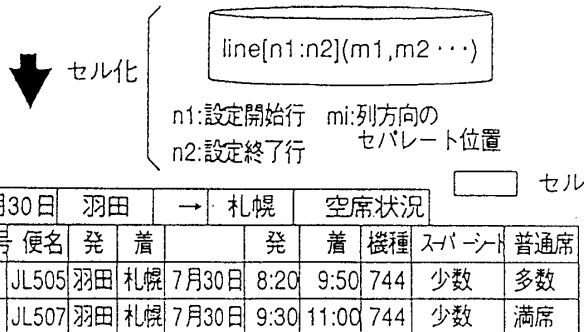 line[n1:n2](m1,m2・・・)
セル化
n1:設定開始行 mi:列方向の
セパレート位置
n2:設定終了行
セル
月30日 羽田 → 札幌 空席状況
号 便名 発 着 発 着 機種 スーパーシート 普通席
JL505 羽田 札幌 7月30日 8:20 9:50 744 少数 多数
JL507 羽田 札幌 7月30日 9:30 11:00 744 少数 満席